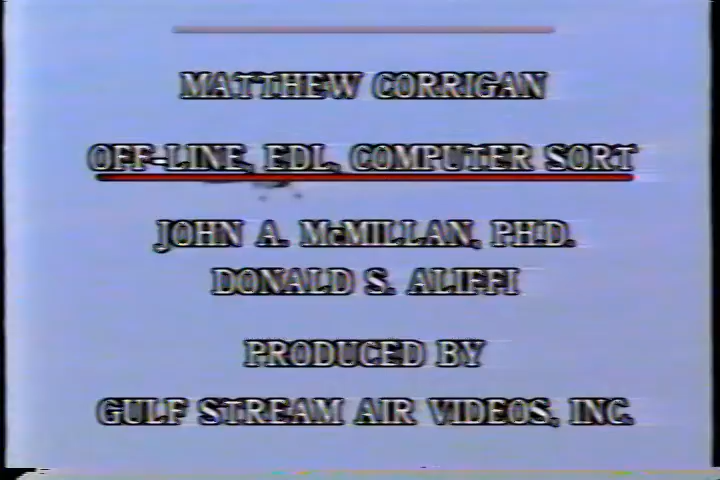 MATTHEW CORRIGAN
OFF-LINE, EDL, COMPUTER SORT
JOHN A. McMILLAN, PH.D.
DONALD S. ALIFFI
PRODUCED BY
GULF STREAM AIR VIDEOS, INC.